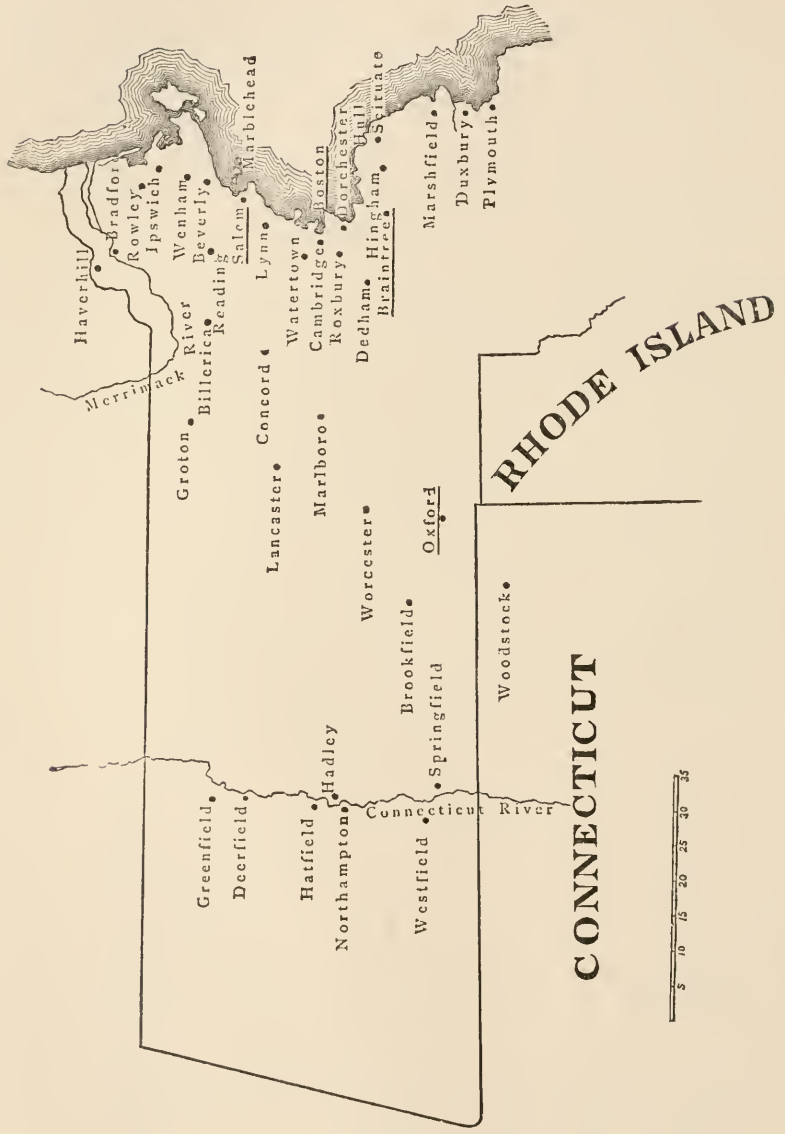 Haverhill
Bradford
Rowley
Ipswich
Wenham
Beverly
Salem
Marblehead
Merrimack River
Groton
Billerica
Reading
Lynn
Concord
Lancaster
Watertown
Cambridge
Boston
Roxbury
Dorchester
Marlboro
Dedham
Hull
Hingham
Scituate
Braintree
Worcester
Marshfield
Duxbury
Plymouth
Oxford
Brookfield
Springfield
Woodstock
Greenfield
Deerfield
Hatfield
Hadley
Northampton
Westfield
Connecticut River
RHODE ISLAND
CONNECTICUT
5 10 15 20 25 30 35